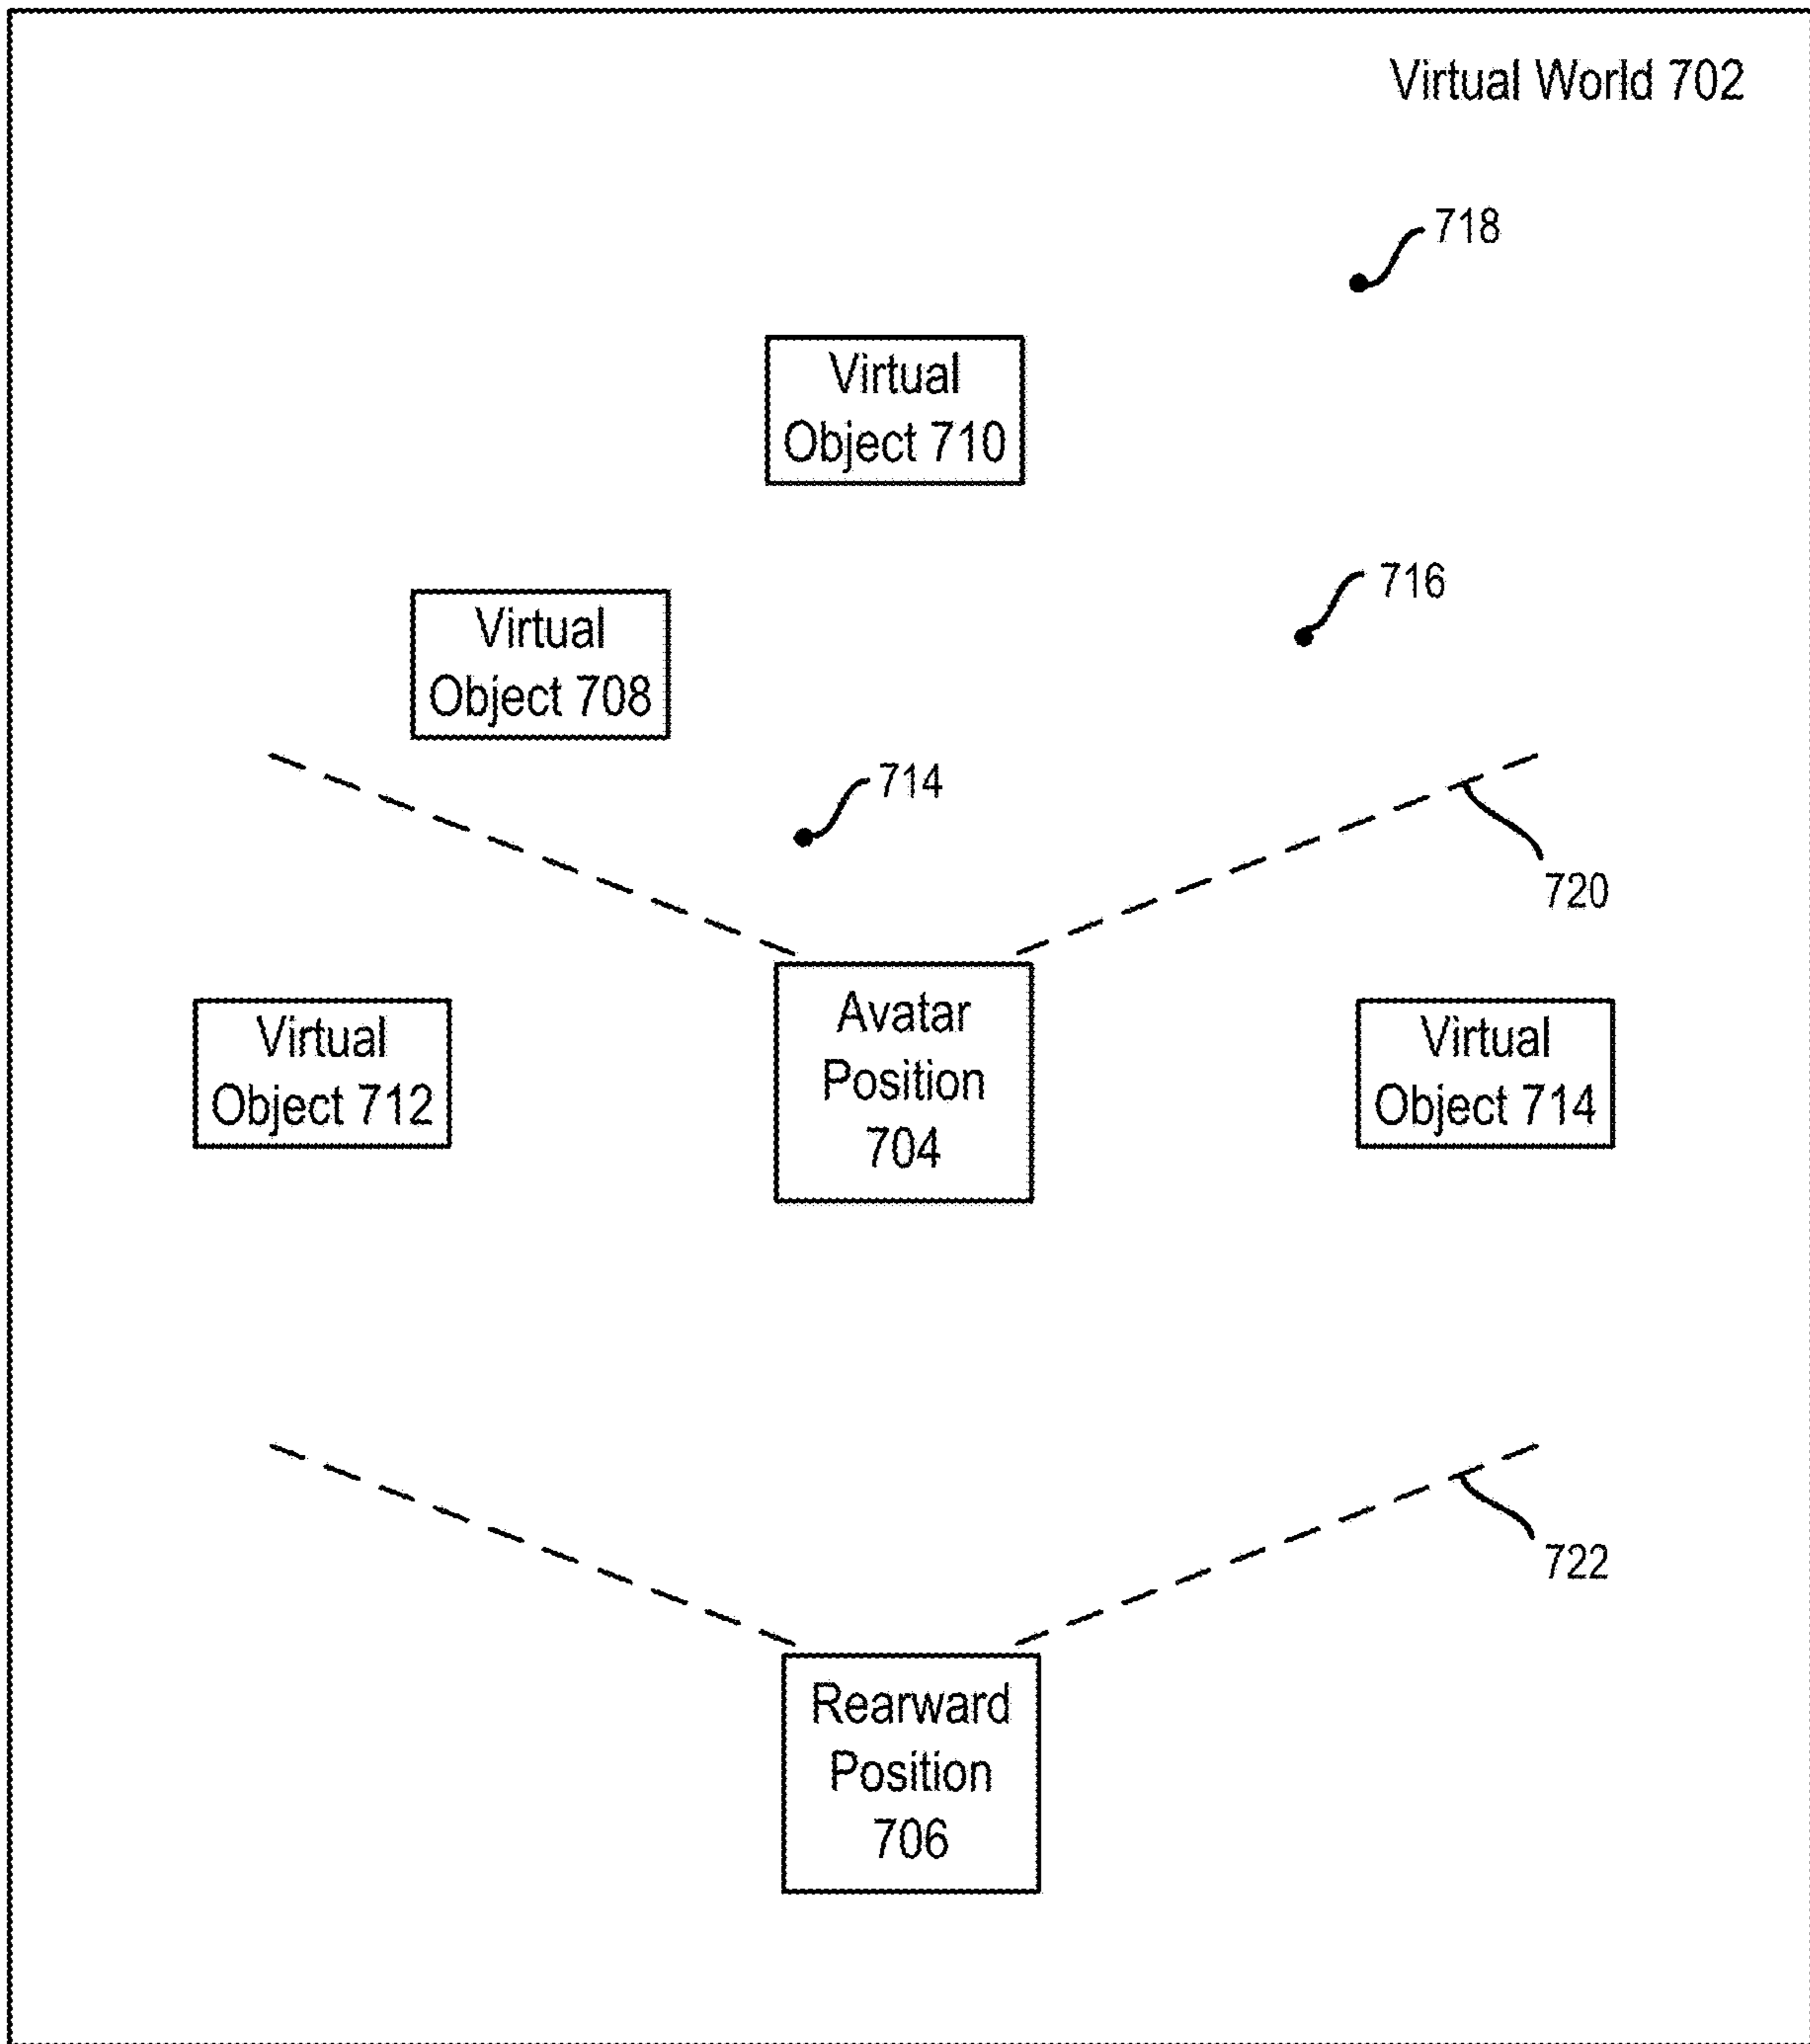 Virtual World 702
718
Virtual
Object 710
716
Virtual
Object 708
714
720
Virtual
Object 712
Avatar
Position
704
Virtual
Object 714
722
Rearward
Position
706